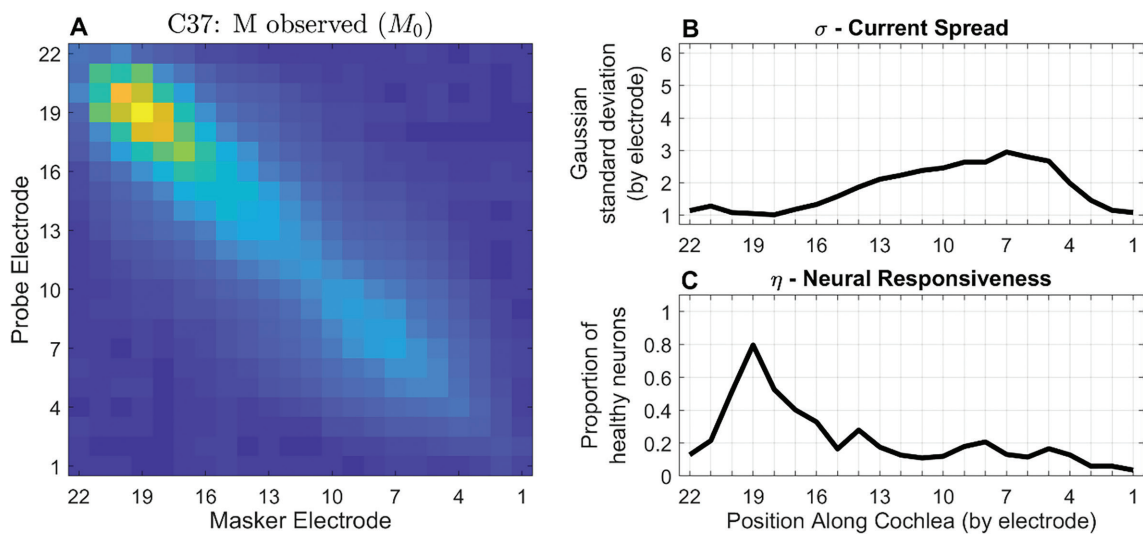 A
C37: M observed (M₀)
Probe Electrode
22
19
16
13
10
7
4
1
22 19 16 13 10 7 4 1
Masker Electrode
B
σ - Current Spread
Gaussian
standard deviation
(by electrode)
6
5
4
3
2
1
22 19 16 13 10 7 4 1
C
η - Neural Responsiveness
Proportion of
healthy neurons
1
0.8
0.6
0.4
0.2
0
22 19 16 13 10 7 4 1
Position Along Cochlea (by electrode)